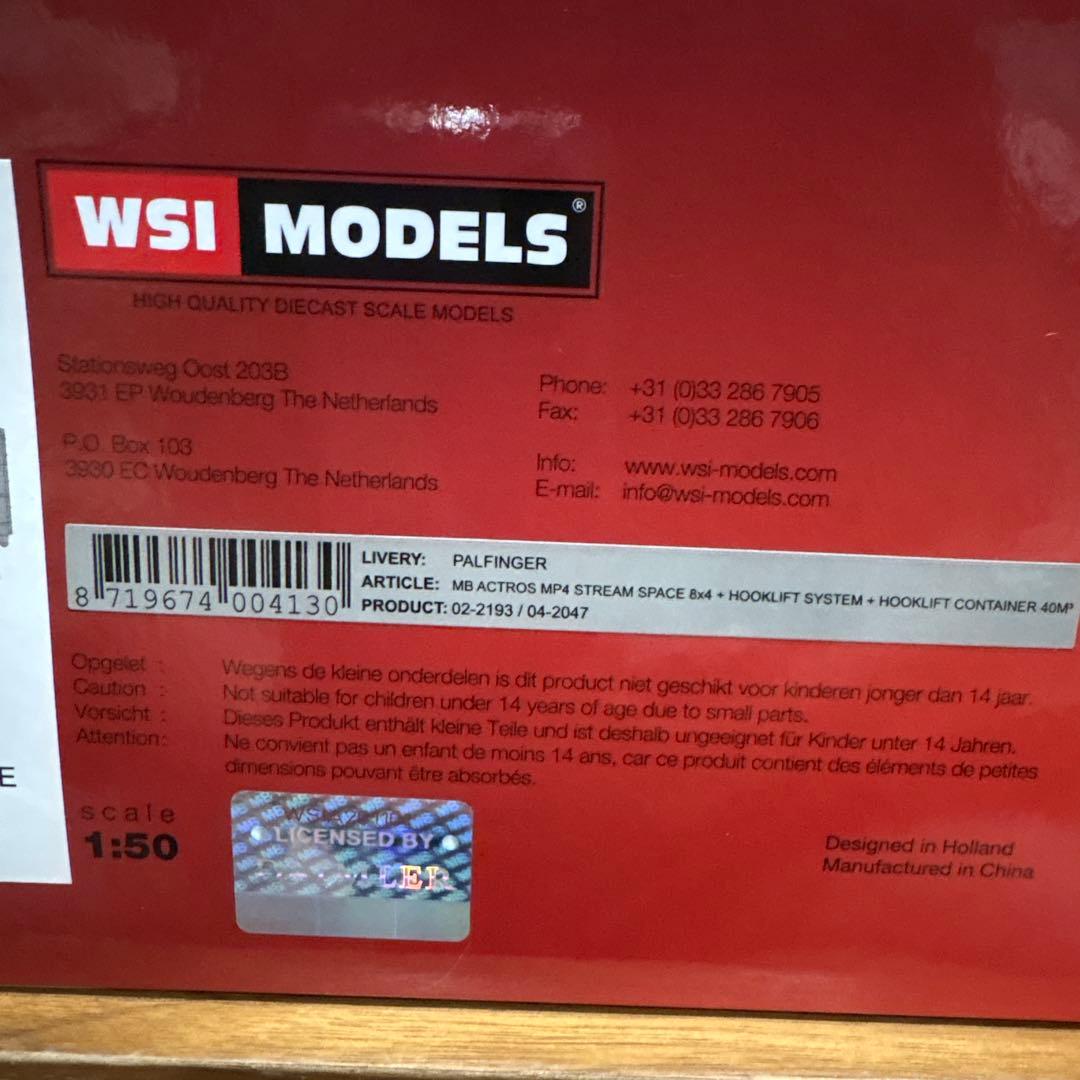 WSI MODELS®
HIGH QUALITY DIECAST SCALE MODELS
Stationsweg Oost 203B
3931 EP Woudenberg The Netherlands
P.O. Box 103
3930 EC Woudenberg The Netherlands
Phone: +31 (0)33 286 7905
Fax: +31 (0)33 286 7906
Info: www.wsi-models.com
E-mail: info@wsi-models.com
8 719674 004130
LIVERY: PALFINGER
ARTICLE: MB ACTROS MP4 STREAM SPACE 8x4 + HOOKLIFT SYSTEM + HOOKLIFT CONTAINER 40M³
PRODUCT: 02-2193 / 04-2047
Opgelet : Wegens de kleine onderdelen is dit product niet geschikt voor kinderen jonger dan 14 jaar.
Caution : Not suitable for children under 14 years of age due to small parts.
Vorsicht : Dieses Produkt enthält kleine Teile und ist deshalb ungeeignet für Kinder unter 14 Jahren.
Attention: Ne convient pas un enfant de moins 14 ans, car ce produit contient des éléments de petites
dimensions pouvant être absorbés.
E
scale
1:50
LICENSED BY
Designed in Holland
Manufactured in China